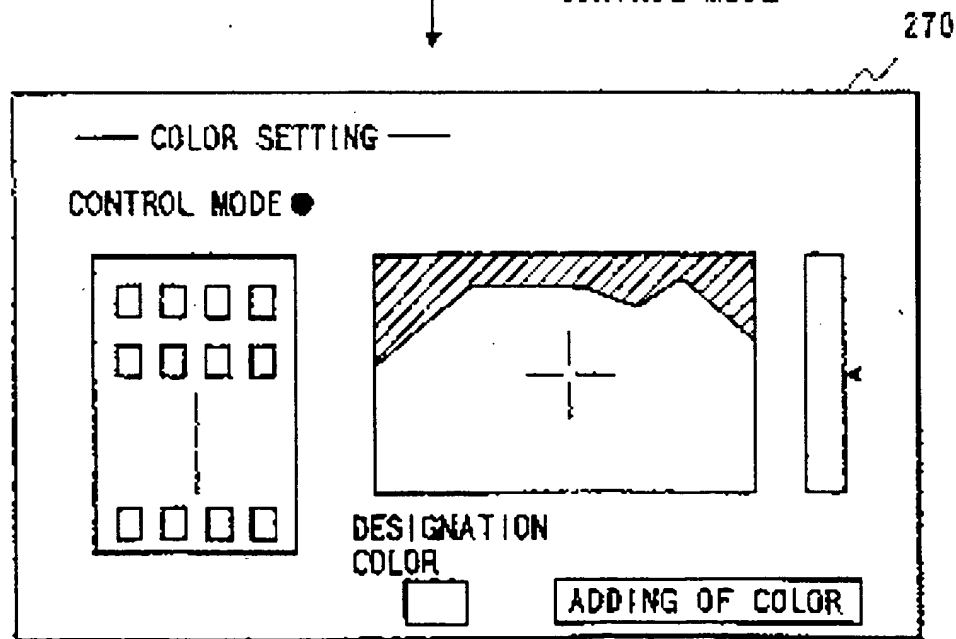 270
COLOR SETTING
CONTROL MODE
DESIGNATION
COLOR
ADDING OF COLOR